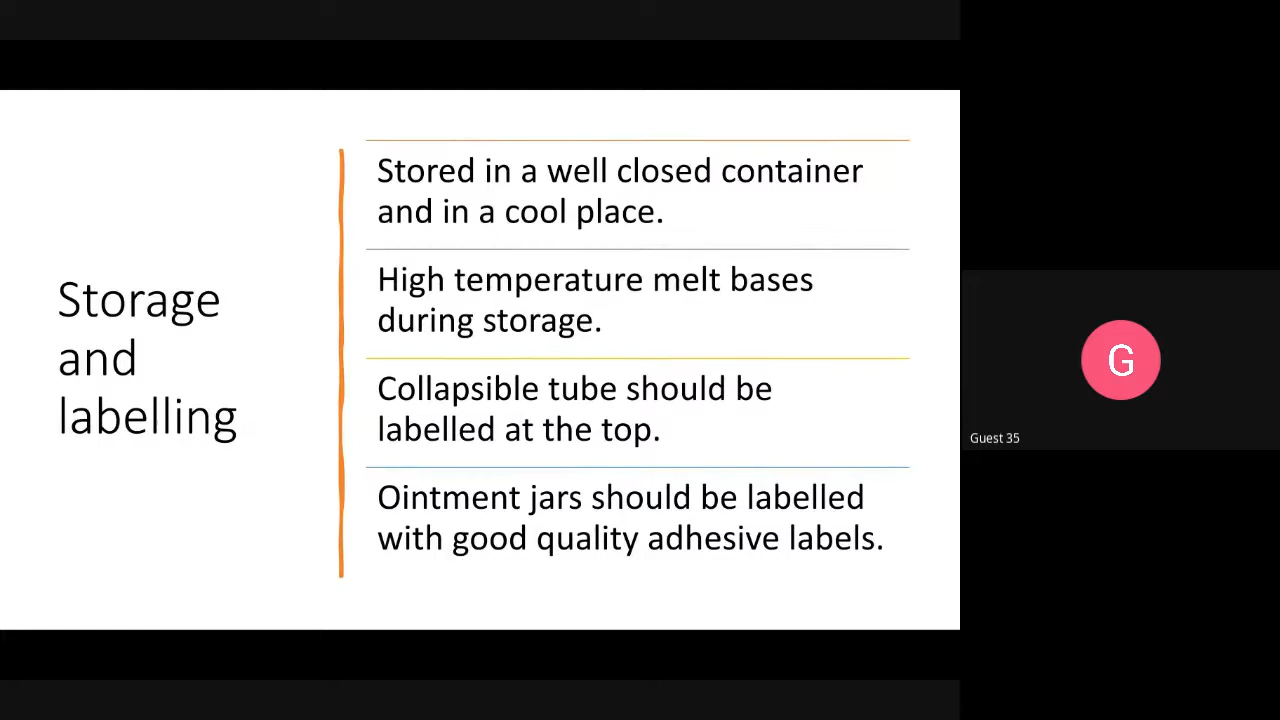 Storage
and
labelling
Stored in a well closed container
and in a cool place.
High temperature melt bases
during storage.
Collapsible tube should be
labelled at the top.
Ointment jars should be labelled
with good quality adhesive labels.
G
Guest 35